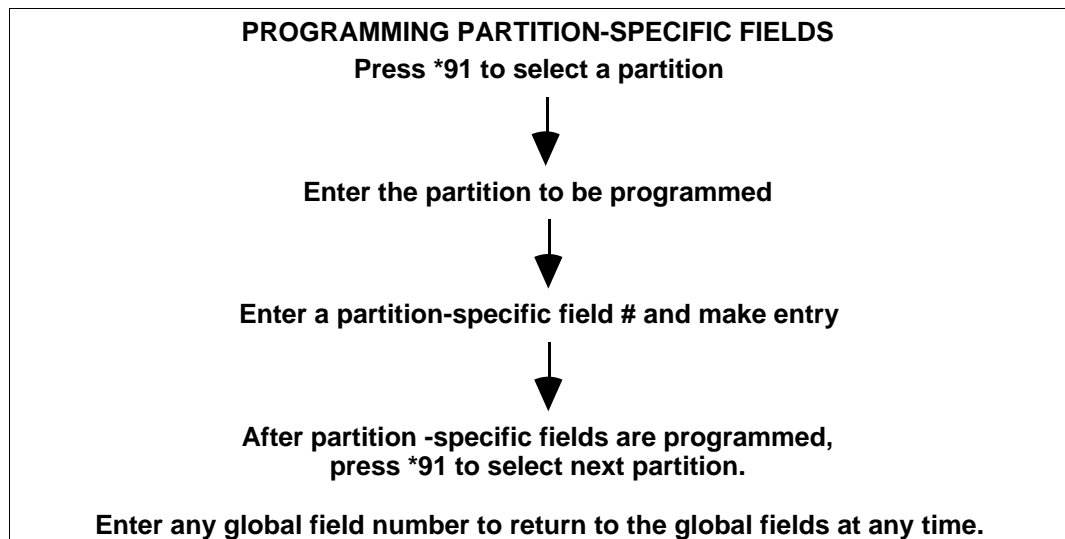 PROGRAMMING PARTITION-SPECIFIC FIELDS
Press *91 to select a partition
Enter the partition to be programmed
Enter a partition-specific field # and make entry
After partition -specific fields are programmed,
press *91 to select next partition.
Enter any global field number to return to the global fields at any time.